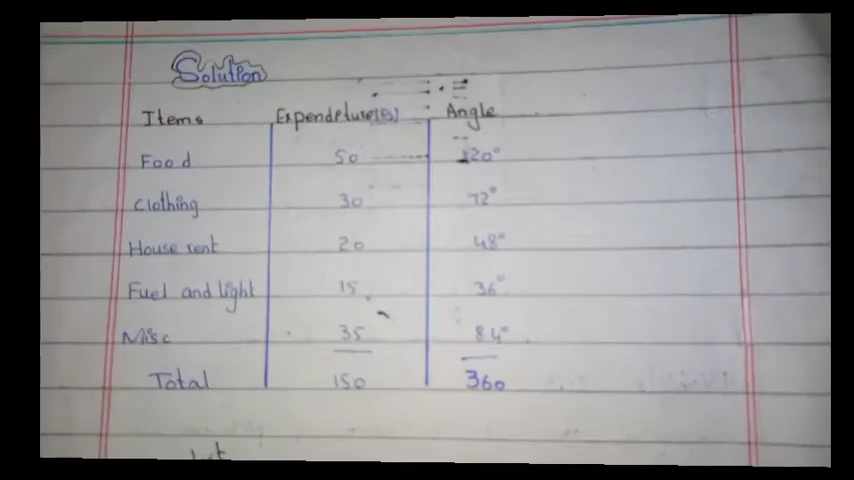 Solution
Items Expenditure(Rs) Angle
Food 50 120°
Clothing 30 72°
House rent 20 48°
Fuel and light 15 36°
Misc 35 84°
Total 150 360